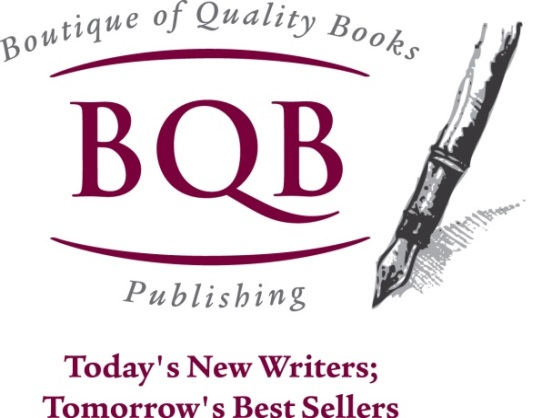 Boutique of Quality Books
BQB
Publishing
Today's New Writers;
Tomorrow's Best Sellers